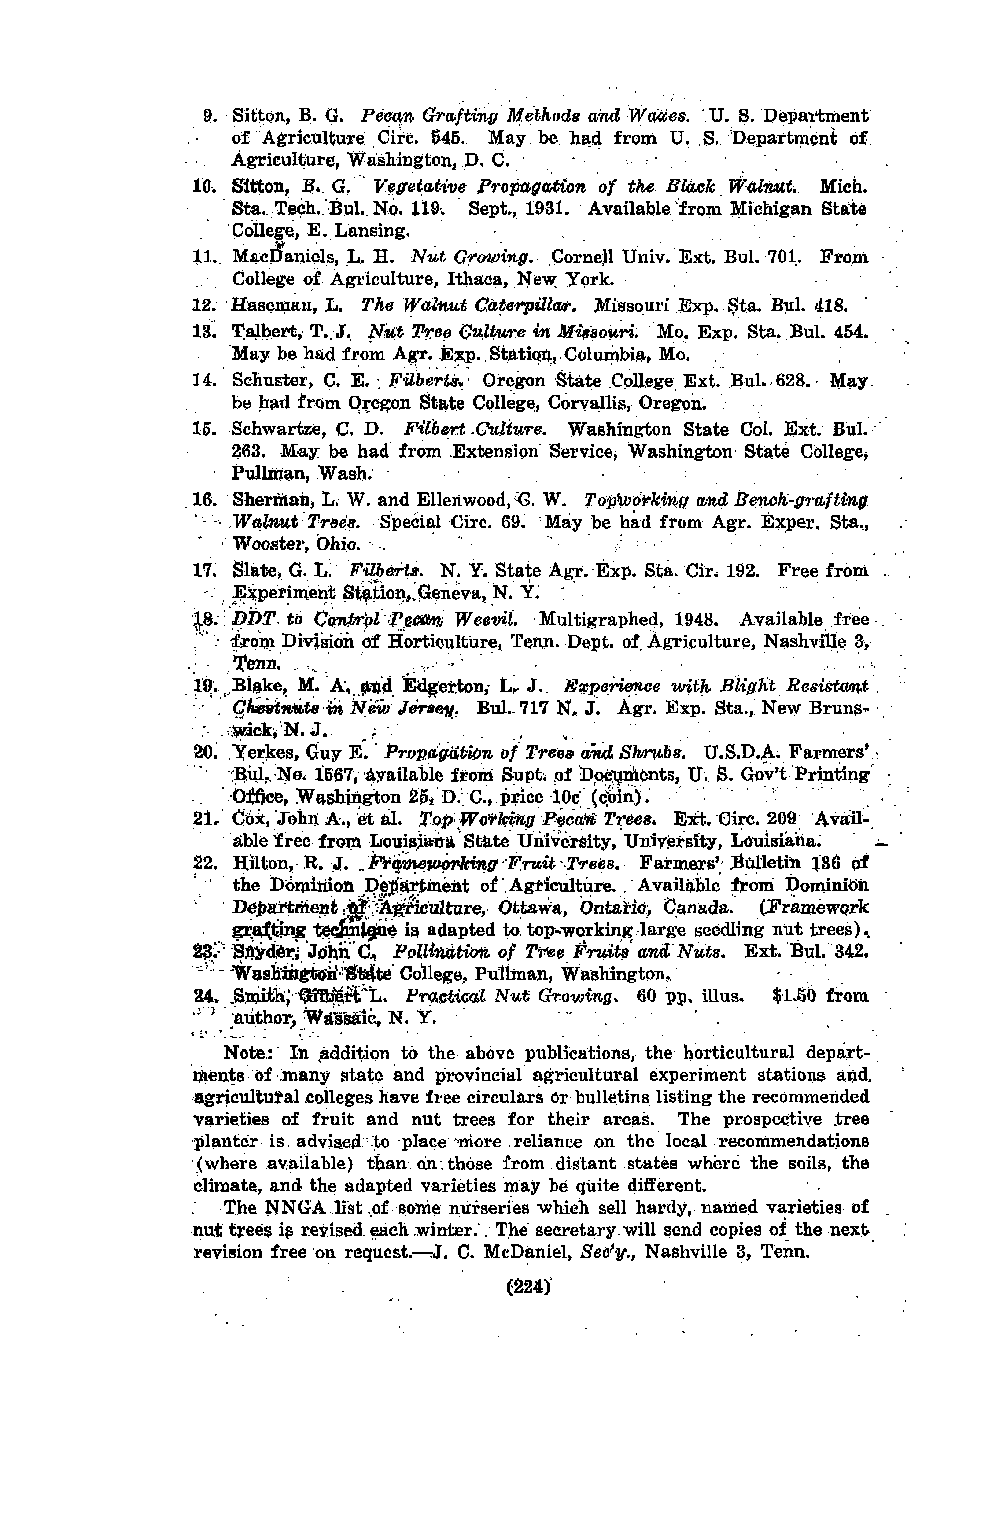 9. Sitton, B. G. Pecan Grafting Methods and Waxes. U. S. Department
of Agriculture Circ. 545. May be had from U. S. Department of
Agriculture, Washington, D. C.
10. Sitton, B. G. Vegetative Propagation of the Black Walnut. Mich.
Sta. Tech. Bul. No. 119. Sept., 1931. Available from Michigan State
College, E. Lansing.
11. MacDaniels, L. H. Nut Growing. Cornell Univ. Ext. Bul. 701. From
College of Agriculture, Ithaca, New York.
12. Haseman, L. The Walnut Caterpillar. Missouri Exp. Sta. Bul. 418.
13. Talbert, T. J. Nut Tree Culture in Missouri. Mo. Exp. Sta. Bul. 454.
May be had from Agr. Exp. Station, Columbia, Mo.
14. Schuster, C. E. Filberts. Oregon State College Ext. Bul. 628. May
be had from Oregon State College, Corvallis, Oregon.
15. Schwartze, C. D. Filbert Culture. Washington State Col. Ext. Bul.
263. May be had from Extension Service, Washington State College,
Pullman, Wash.
16. Sherman, L. W. and Ellenwood, C. W. Topworking and Bench-grafting
Walnut Trees. Special Circ. 69. May be had from Agr. Exper. Sta.,
Wooster, Ohio.
17. Slate, G. L. Filberts. N. Y. State Agr. Exp. Sta. Cir. 192. Free from
Experiment Station, Geneva, N. Y.
18. DDT to Control Pecan Weevil. Multigraphed, 1948. Available free
from Division of Horticulture, Tenn. Dept. of Agriculture, Nashville 3,
Tenn.
19. Blake, M. A. and Edgerton, L. J. Experience with Blight Resistant
Chestnuts in New Jersey. Bul. 717 N. J. Agr. Exp. Sta., New Bruns-
wick, N. J.
20. Yerkes, Guy E. Propagation of Trees and Shrubs. U.S.D.A. Farmers'
Bul. No. 1567, available from Supt. of Documents, U. S. Gov't Printing
Office, Washington 25, D. C., price 10c (coin).
21. Cox, John A., et al. Top Working Pecan Trees. Ext. Circ. 209 Avail-
able free from Louisiana State University, University, Louisiana.
22. Hilton, R. J. Frameworking Fruit Trees. Farmers' Bulletin 136 of
the Dominion Department of Agriculture. Available from Dominion
Department of Agriculture, Ottawa, Ontario, Canada. (Framework
grafting technique is adapted to top-working large seedling nut trees).
23. Snyder, John C. Pollination of Tree Fruits and Nuts. Ext. Bul. 342.
Washington State College, Pullman, Washington.
24. Smith, Gilbert L. Practical Nut Growing. 60 pp. illus. $1.50 from
author, Wassaic, N. Y.
Note: In addition to the above publications, the horticultural depart-
ments of many state and provincial agricultural experiment stations and
agricultural colleges have free circulars or bulletins listing the recommended
varieties of fruit and nut trees for their areas. The prospective tree
planter is advised to place more reliance on the local recommendations
(where available) than on those from distant states where the soils, the
climate, and the adapted varieties may be quite different.
The NNGA list of some nurseries which sell hardy, named varieties of
nut trees is revised each winter. The secretary will send copies of the next
revision free on request.—J. C. McDaniel, Sec'y., Nashville 3, Tenn.
(224)